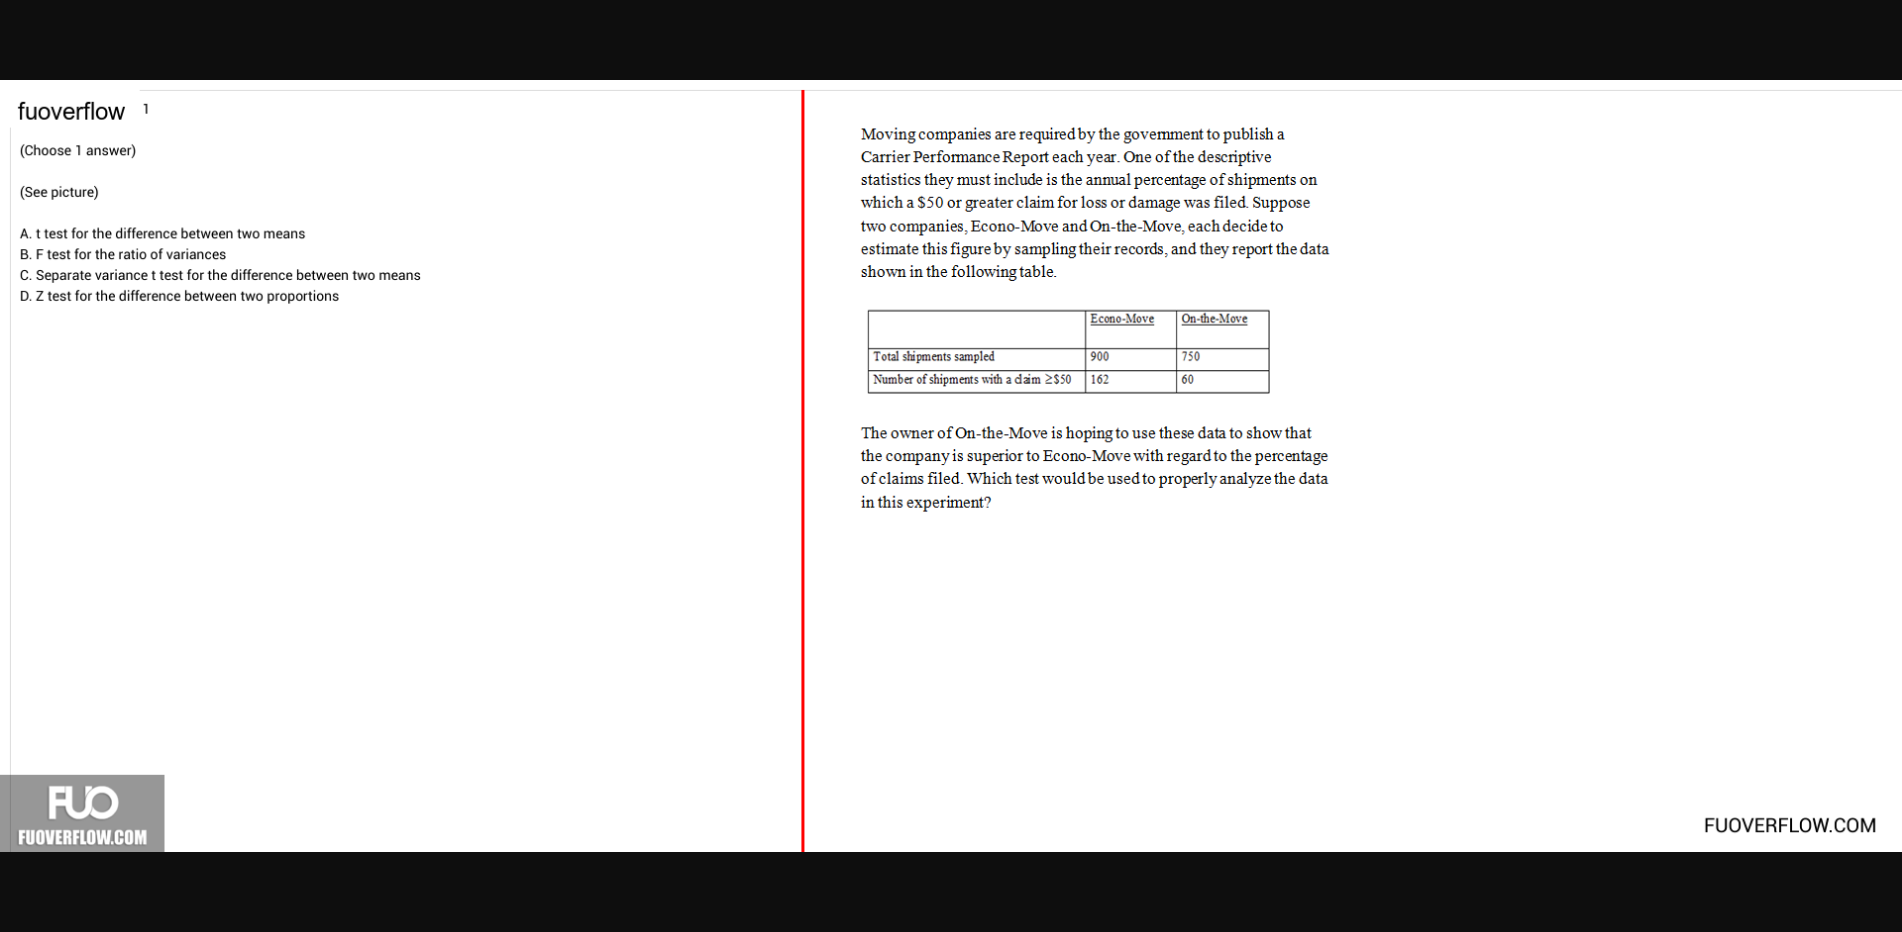 fuoverflow 1
(Choose 1 answer)
(See picture)
A. t test for the difference between two means
B. F test for the ratio of variances
C. Separate variance t test for the difference between two means
D. Z test for the difference between two proportions
FUO
FUOVERFLOW.COM
Moving companies are required by the government to publish a
Carrier Performance Report each year. One of the descriptive
statistics they must include is the annual percentage of shipments on
which a $50 or greater claim for loss or damage was filed. Suppose
two companies, Econo-Move and On-the-Move, each decide to
estimate this figure by sampling their records, and they report the data
shown in the following table.
Econo-Move On-the-Move
Total shipments sampled 900 750
Number of shipments with a claim ≥$50 162 60
The owner of On-the-Move is hoping to use these data to show that
the company is superior to Econo-Move with regard to the percentage
of claims filed. Which test would be used to properly analyze the data
in this experiment?
FUOVERFLOW.COM